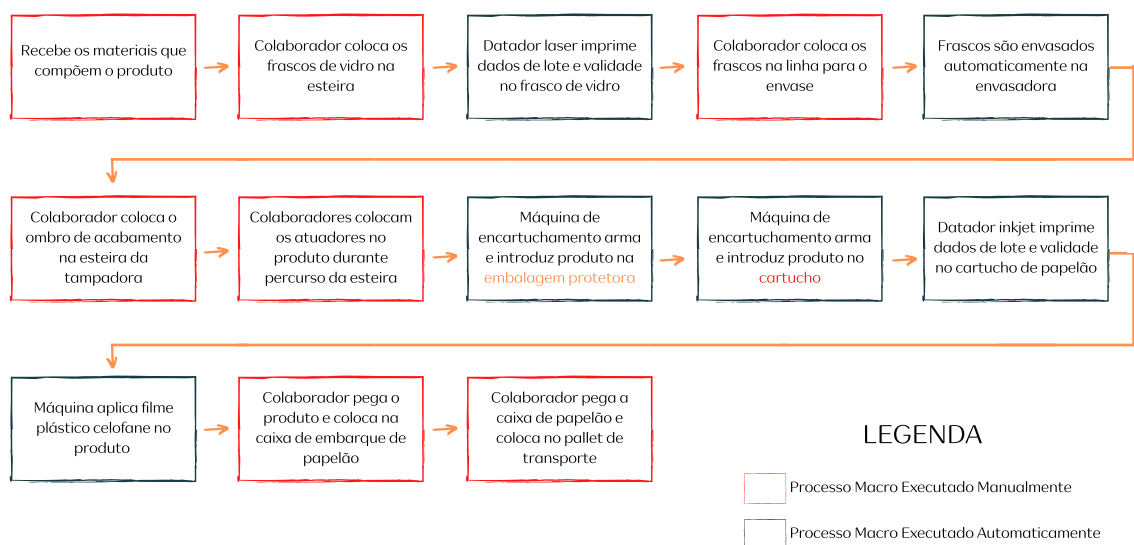 Recebe os materiais que
compõem o produto
Colaborador coloca os
frascos de vidro na
esteira
Datador laser imprime
dados de lote e validade
no frasco de vidro
Colaborador coloca os
frascos na linha para o
envase
Frascos são envasados
automaticamente na
envasadora
Colaborador coloca o
ombro de acabamento
na esteira da
tampadora
Colaboradores colocam
os atuadores no
produto durante
percurso da esteira
Máquina de
encartuchamento arma
e introduz produto na
embalagem protetora
Máquina de
encartuchamento arma
e introduz produto no
cartucho
Datador inkjet imprime
dados de lote e validade
no cartucho de papelão
Máquina aplica filme
plástico celofane no
produto
Colaborador pega o
produto e coloca na
caixa de embarque de
papelão
Colaborador pega a
caixa de papelão e
coloca no pallet de
transporte
LEGENDA
Processo Macro Executado Manualmente
Processo Macro Executado Automaticamente